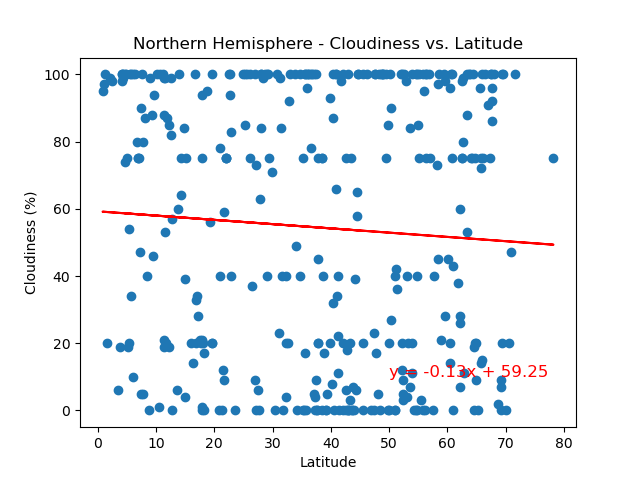 Northern Hemisphere - Cloudiness vs. Latitude
100
80
60
40
20
0
Cloudiness (%)
y = -0.13x + 59.25
0 10 20 30 40 50 60 70 80
Latitude